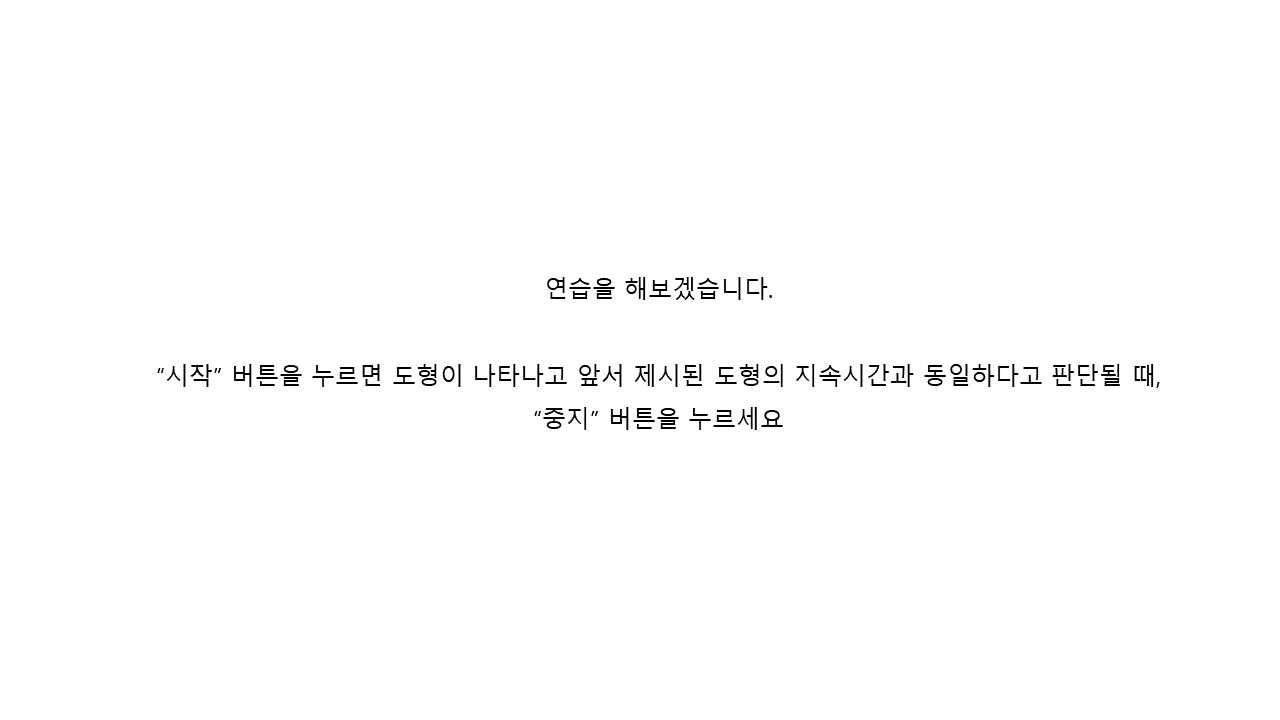 연습을 해보겠습니다.
“시작” 버튼을 누르면 도형이 나타나고 앞서 제시된 도형의 지속시간과 동일하다고 판단될 때,
“중지” 버튼을 누르세요